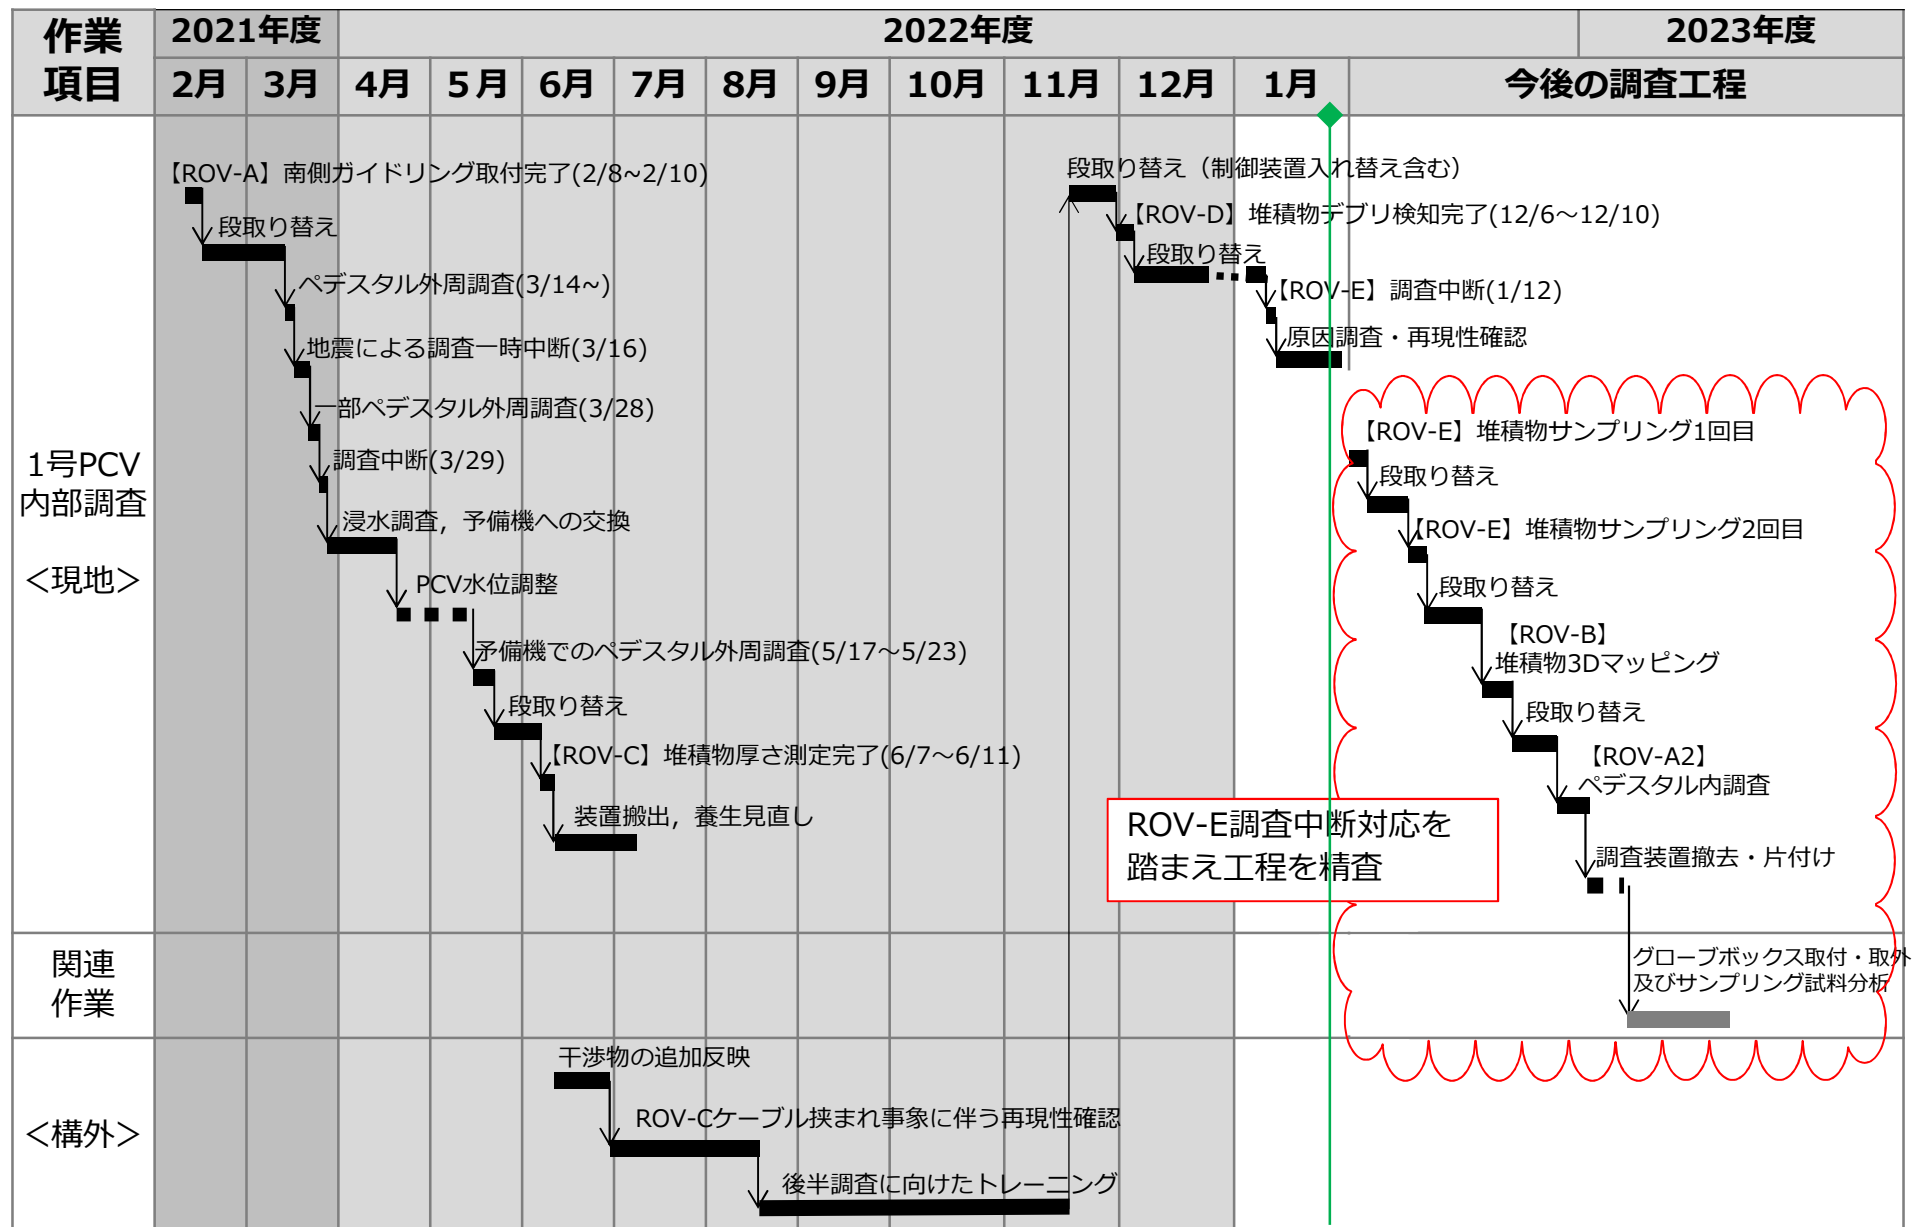 作業
項目
2021年度
2022年度
2023年度
2月
3月
4月
5月
6月
7月
8月
9月
10月
11月
12月
1月
今後の調査工程
1号PCV
内部調査
＜現地＞
【ROV-A】南側ガイドリング取付完了(2/8~2/10)
段取り替え
ペデスタル外周調査(3/14~)
地震による調査一時中断(3/16)
一部ペデスタル外周調査(3/28)
調査中断(3/29)
浸水調査，予備機への交換
PCV水位調整
予備機でのペデスタル外周調査(5/17～5/23)
段取り替え
【ROV-C】堆積物厚さ測定完了(6/7～6/11)
装置搬出，養生見直し
段取り替え（制御装置入れ替え含む）
【ROV-D】堆積物デブリ検知完了(12/6～12/10)
段取り替え
【ROV-E】調査中断(1/12)
原因調査・再現性確認
【ROV-E】堆積物サンプリング1回目
段取り替え
【ROV-E】堆積物サンプリング2回目
段取り替え
【ROV-B】
堆積物3Dマッピング
段取り替え
【ROV-A2】
ペデスタル内調査
調査装置撤去・片付け
ROV-E調査中断対応を
踏まえ工程を精査
関連
作業
グローブボックス取付・取外
及びサンプリング試料分析
＜構外＞
干渉物の追加反映
ROV-Cケーブル挟まれ事象に伴う再現性確認
後半調査に向けたトレーニング